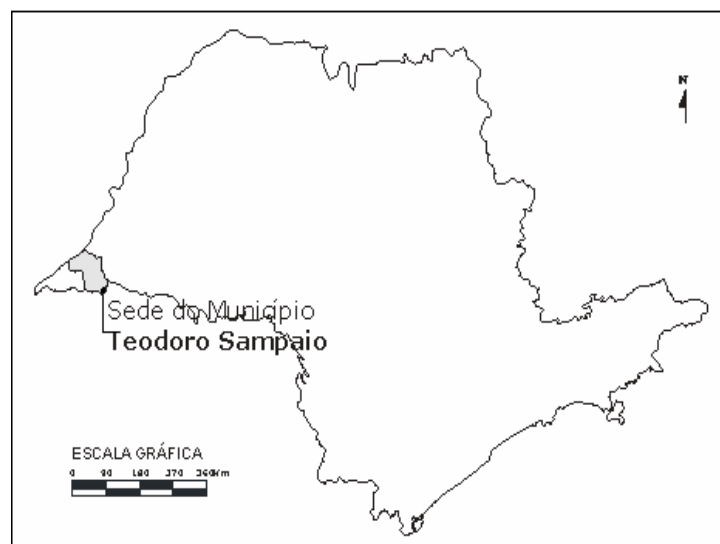 N
Sede do Município
Teodoro Sampaio
ESCALA GRÁFICA
0 90 180 270 360Km